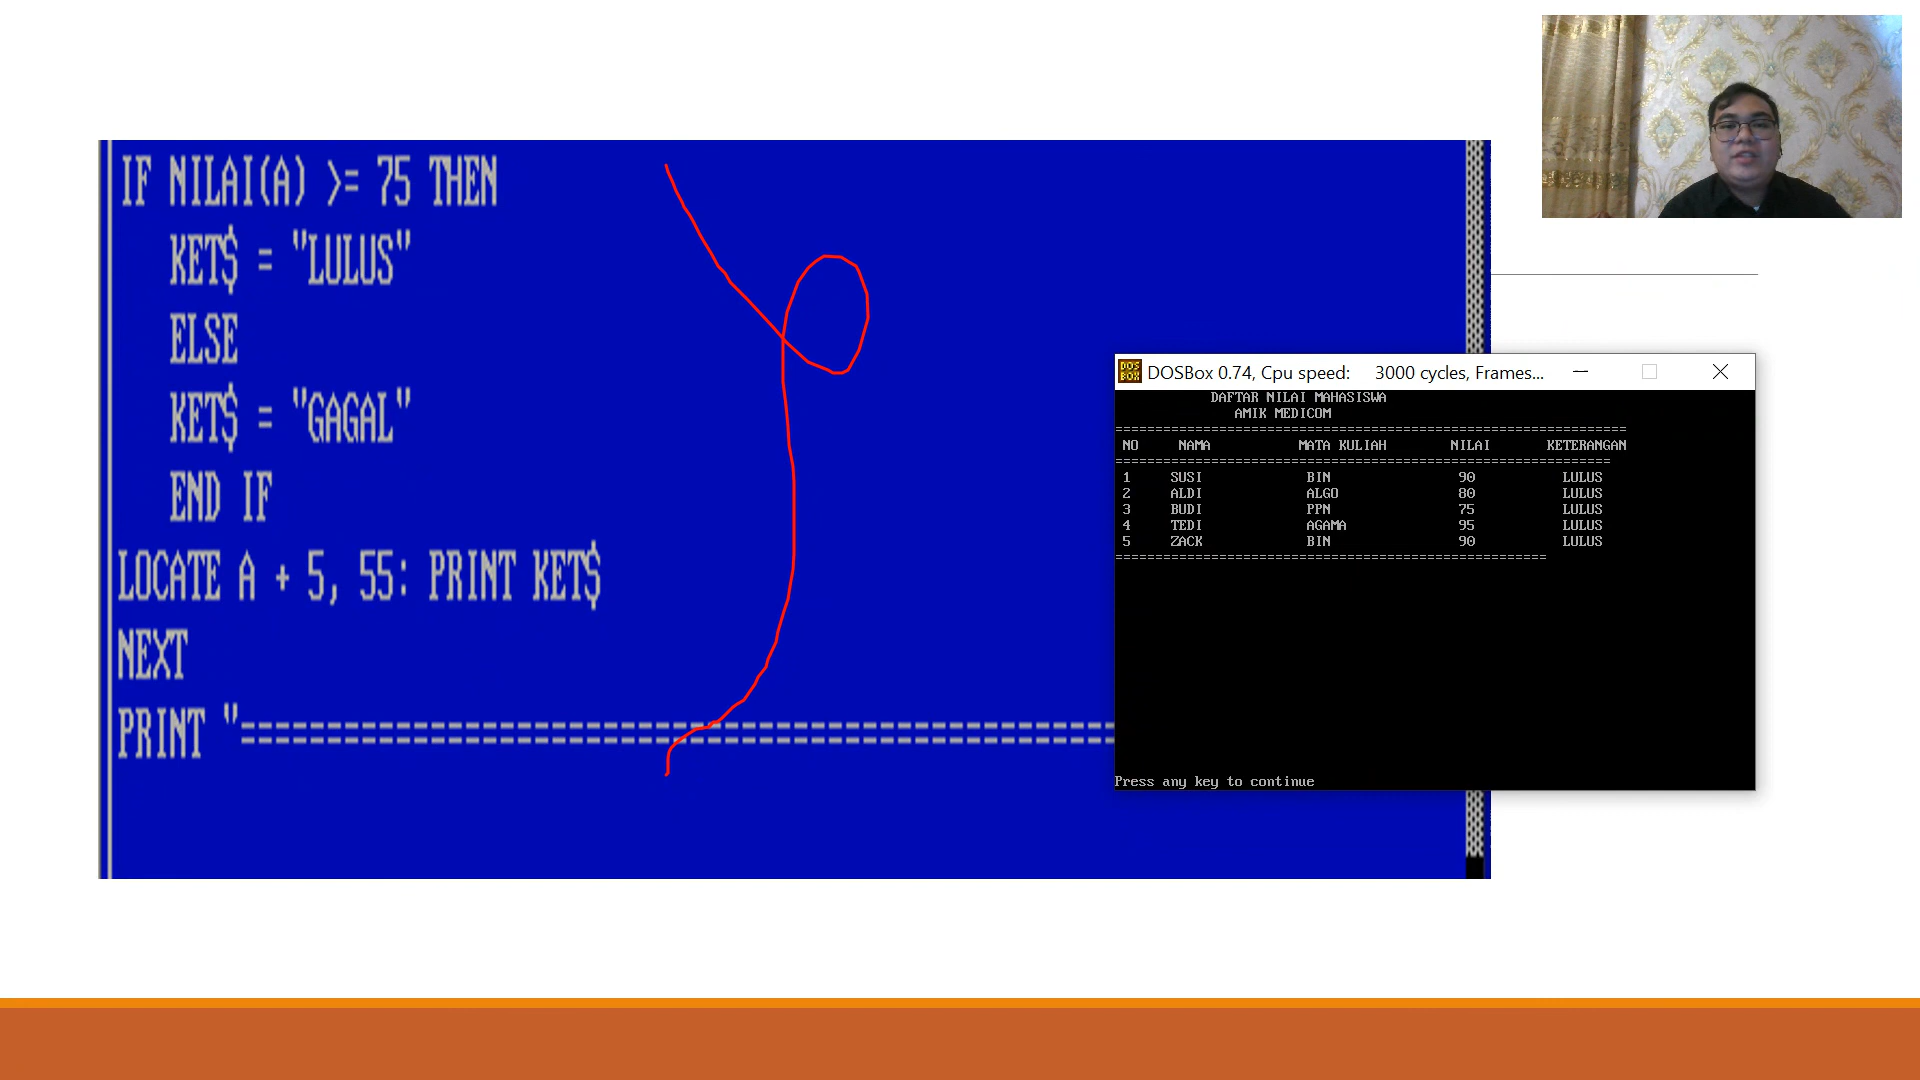 IF NILAI(A) >= 75 THEN
KET$ = "LULUS"
ELSE
KET$ = "GAGAL"
END IF
LOCATE A + 5, 55: PRINT KET$
NEXT
PRINT "===================================================
DOSBox 0.74, Cpu speed: 3000 cycles, Frames...
DAFTAR NILAI MAHASISWA
AMIK MEDICOM
================================================================
NO NAMA MATA KULIAH NILAI KETERANGAN
==============================================================
1 SUSI BIN 90 LULUS
2 ALDI ALGO 80 LULUS
3 BUDI PPN 75 LULUS
4 TEDI AGAMA 95 LULUS
5 ZACK BIN 90 LULUS
======================================================
Press any key to continue